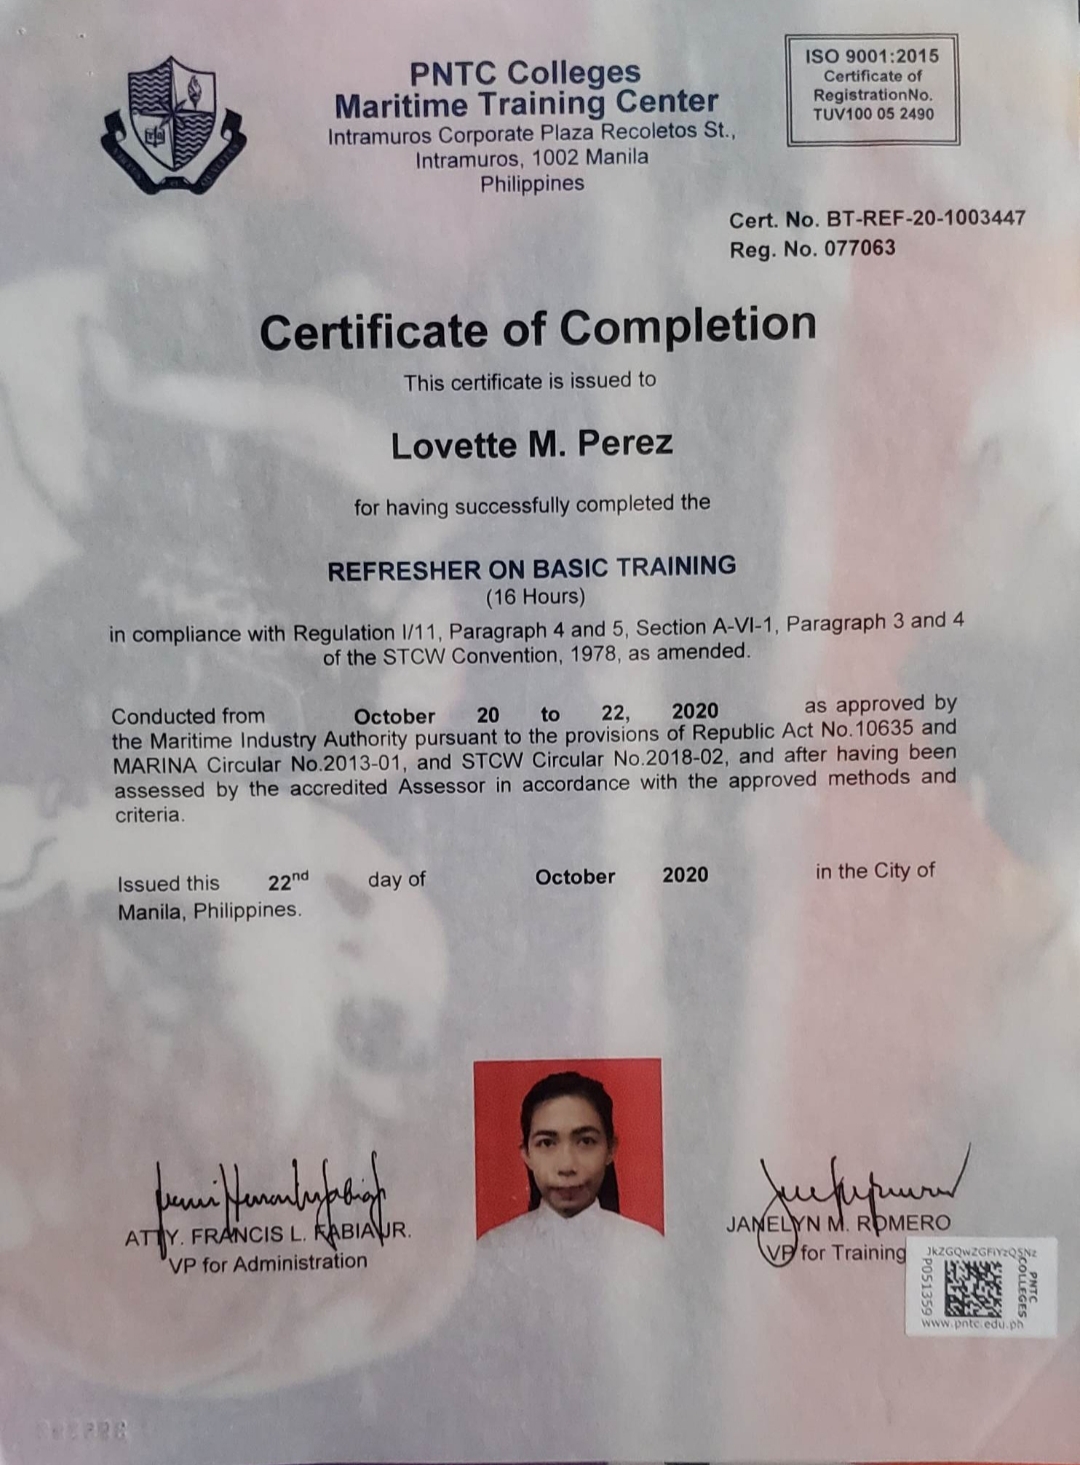 PNTC Colleges
Maritime Training Center
Intramuros Corporate Plaza Recoletos St.,
Intramuros, 1002 Manila
Philippines
ISO 9001:2015
Certificate of
RegistrationNo.
TUV100 05 2490
Cert. No. BT-REF-20-1003447
Reg. No. 077063
Certificate of Completion
This certificate is issued to
Lovette M. Perez
for having successfully completed the
REFRESHER ON BASIC TRAINING
(16 Hours)
in compliance with Regulation I/11, Paragraph 4 and 5, Section A-VI-1, Paragraph 3 and 4
of the STCW Convention, 1978, as amended.
Conducted from October 20 to 22, 2020 as approved by
the Maritime Industry Authority pursuant to the provisions of Republic Act No.10635 and
MARINA Circular No.2013-01, and STCW Circular No.2018-02, and after having been
assessed by the accredited Assessor in accordance with the approved methods and
criteria.
Issued this 22nd day of October 2020 in the City of
Manila, Philippines.
ATTY. FRANCIS L. FABIA JR.
VP for Administration
JANELYN M. ROMERO
VP for Training
JkZGQwZGFiYzQSNz
P051359
PNTC
COLLEGES
www.pntc.edu.ph